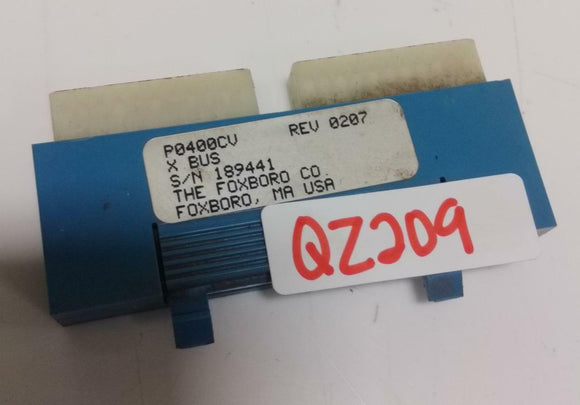 P0400CV REV 0207
X BUS
S/N 189441
THE FOXBORO CO.
FOXBORO, MA USA
QZ209